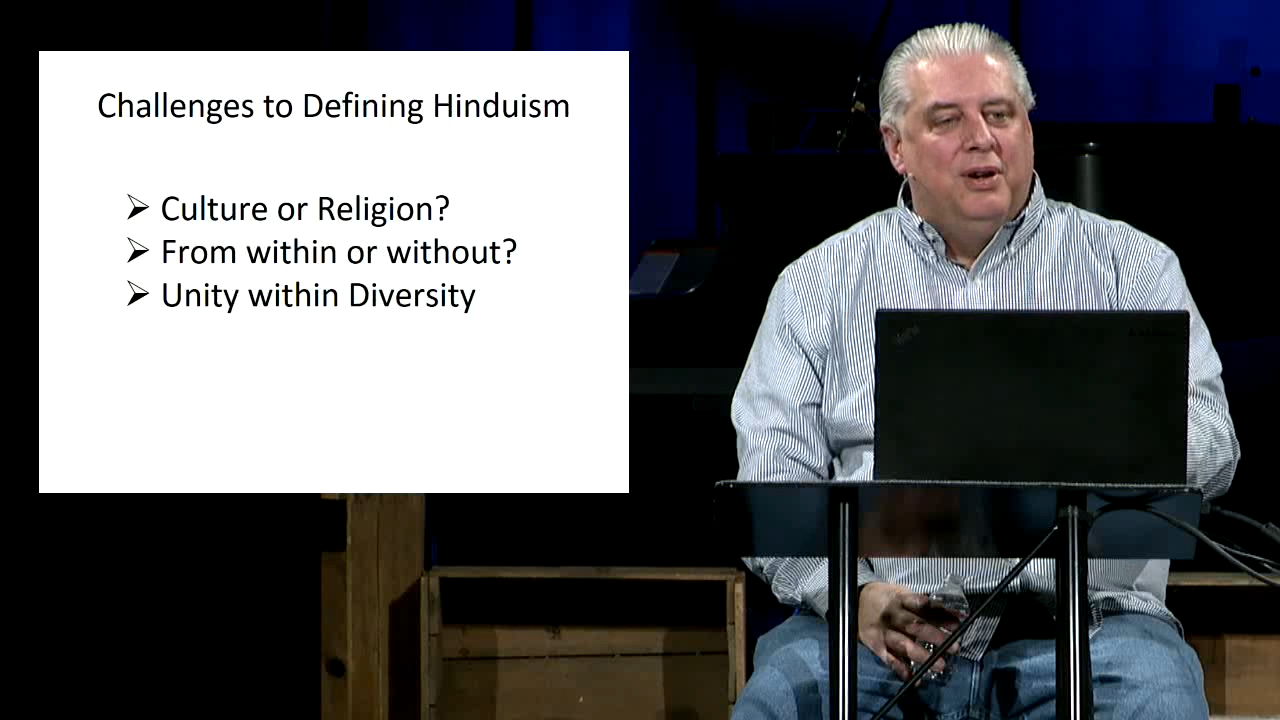 Challenges to Defining Hinduism
➢ Culture or Religion?
➢ From within or without?
➢ Unity within Diversity